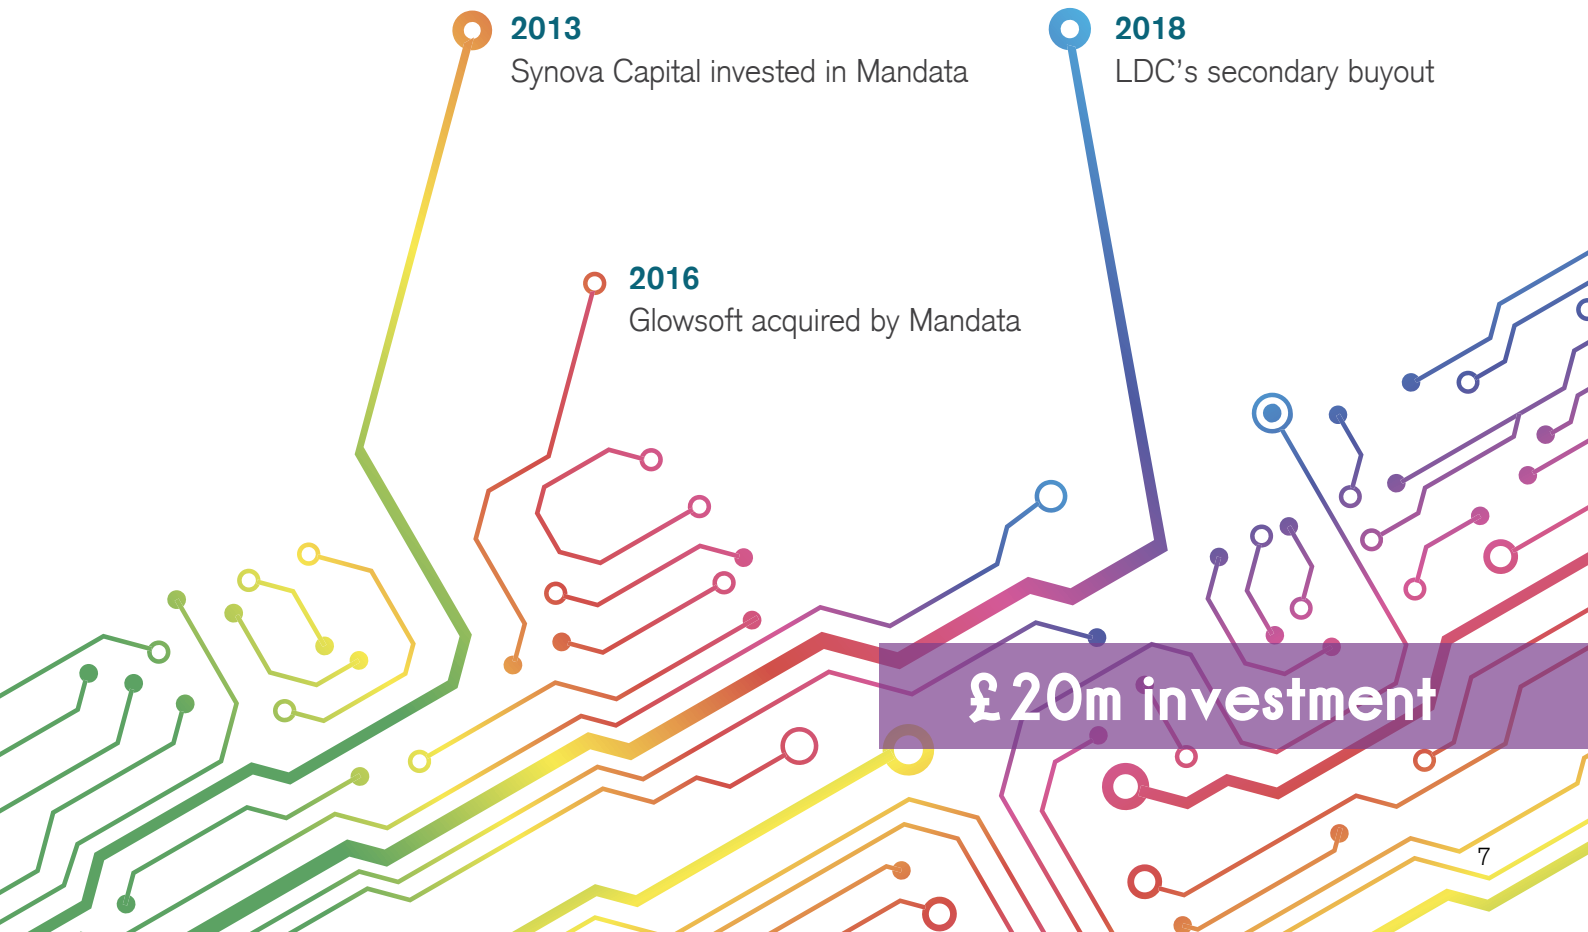 2013
Synova Capital invested in Mandata
2018
LDC's secondary buyout
2016
Glowsoft acquired by Mandata
£20m investment
7